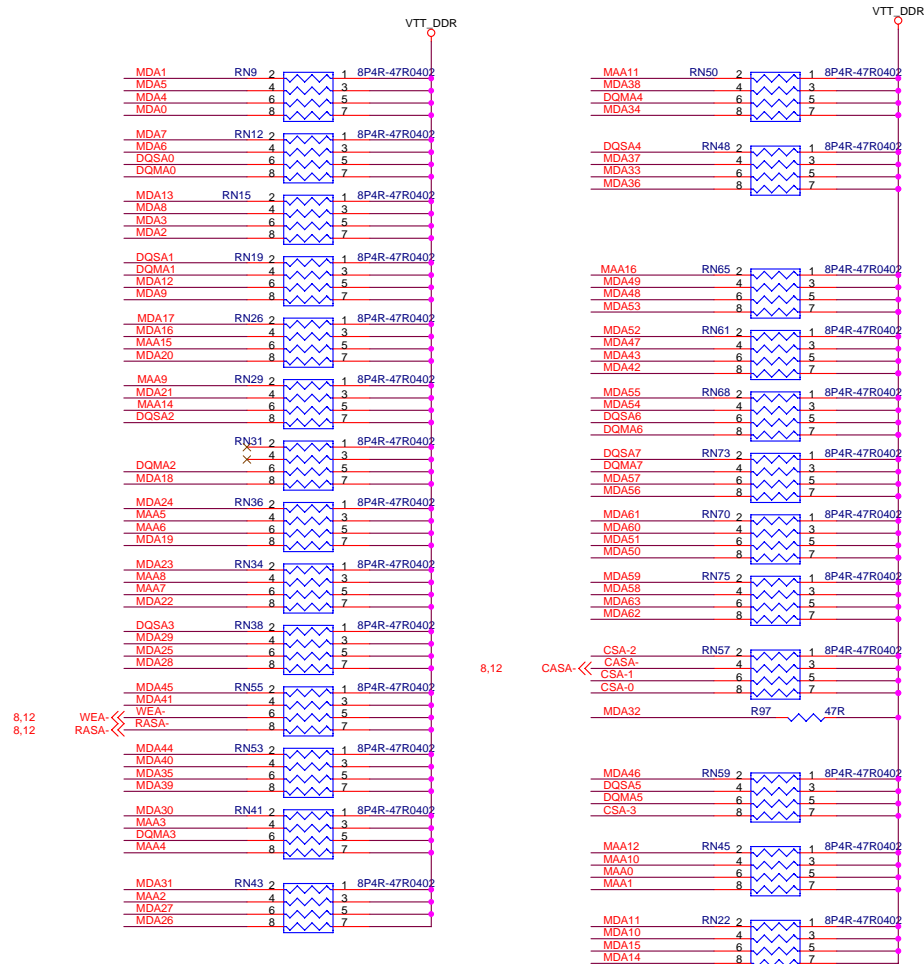 VTT_DDR
MDA1 RN9 2 1 8P4R-47R0402
MDA5 4 3
MDA4 6 5
MDA0 8 7
MDA7 RN12 2 1 8P4R-47R0402
MDA6 4 3
DQSA0 6 5
DQMA0 8 7
MDA13 RN15 2 1 8P4R-47R0402
MDA8 4 3
MDA3 6 5
MDA2 8 7
DQSA1 RN19 2 1 8P4R-47R0402
DQMA1 4 3
MDA12 6 5
MDA9 8 7
MDA17 RN26 2 1 8P4R-47R0402
MDA16 4 3
MAA15 6 5
MDA20 8 7
MAA9 RN29 2 1 8P4R-47R0402
MDA21 4 3
MAA14 6 5
DQSA2 8 7
RN31 2 1 8P4R-47R0402
4 3
DQMA2 6 5
MDA18 8 7
MDA24 RN36 2 1 8P4R-47R0402
MAA5 4 3
MAA6 6 5
MDA19 8 7
MDA23 RN34 2 1 8P4R-47R0402
MAA8 4 3
MAA7 6 5
MDA22 8 7
DQSA3 RN38 2 1 8P4R-47R0402
MDA29 4 3
MDA25 6 5
MDA28 8 7
MDA45 RN55 2 1 8P4R-47R0402
MDA41 4 3
8,12 WEA- WEA- 6 5
8,12 RASA- RASA- 8 7
MDA44 RN53 2 1 8P4R-47R0402
MDA40 4 3
MDA35 6 5
MDA39 8 7
MDA30 RN41 2 1 8P4R-47R0402
MAA3 4 3
DQMA3 6 5
MAA4 8 7
MDA31 RN43 2 1 8P4R-47R0402
MAA2 4 3
MDA27 6 5
MDA26 8 7
VTT_DDR
MAA11 RN50 2 1 8P4R-47R0402
MDA38 4 3
DQMA4 6 5
MDA34 8 7
DQSA4 RN48 2 1 8P4R-47R0402
MDA37 4 3
MDA33 6 5
MDA36 8 7
MAA16 RN65 2 1 8P4R-47R0402
MDA49 4 3
MDA48 6 5
MDA53 8 7
MDA52 RN61 2 1 8P4R-47R0402
MDA47 4 3
MDA43 6 5
MDA42 8 7
MDA55 RN68 2 1 8P4R-47R0402
MDA54 4 3
DQSA6 6 5
DQMA6 8 7
DQSA7 RN73 2 1 8P4R-47R0402
DQMA7 4 3
MDA57 6 5
MDA56 8 7
MDA61 RN70 2 1 8P4R-47R0402
MDA60 4 3
MDA51 6 5
MDA50 8 7
MDA59 RN75 2 1 8P4R-47R0402
MDA58 4 3
MDA63 6 5
MDA62 8 7
CSA-2 RN57 2 1 8P4R-47R0402
8,12 CASA- CASA- 4 3
CSA-1 6 5
CSA-0 8 7
MDA32 R97 47R
MDA46 RN59 2 1 8P4R-47R0402
DQSA5 4 3
DQMA5 6 5
CSA-3 8 7
MAA12 RN45 2 1 8P4R-47R0402
MAA10 4 3
MAA0 6 5
MAA1 8 7
MDA11 RN22 2 1 8P4R-47R0402
MDA10 4 3
MDA15 6 5
MDA14 8 7